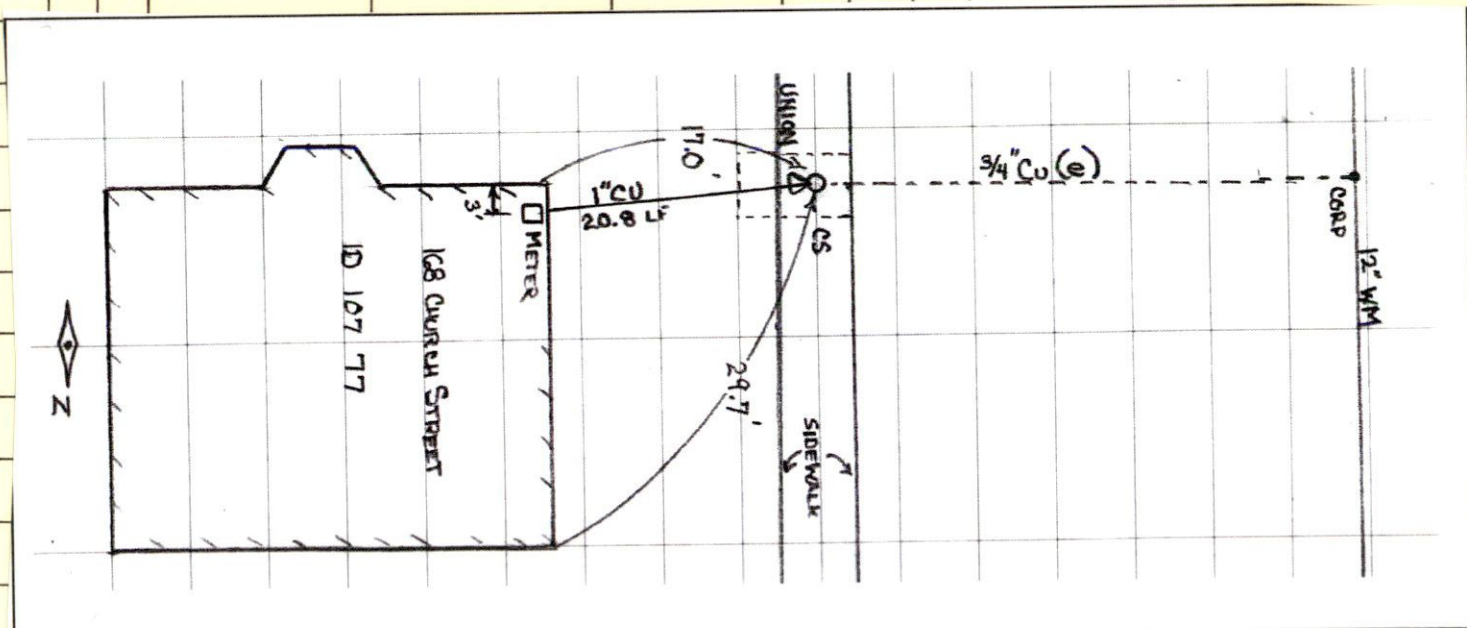 UNION
17.0'
1"CU
20.8 LF
3'
METER
CS
3/4" CU (e)
CORP
12" WM
168 CHURCH STREET
ID 107 77
29.7'
SIDEWALK
N